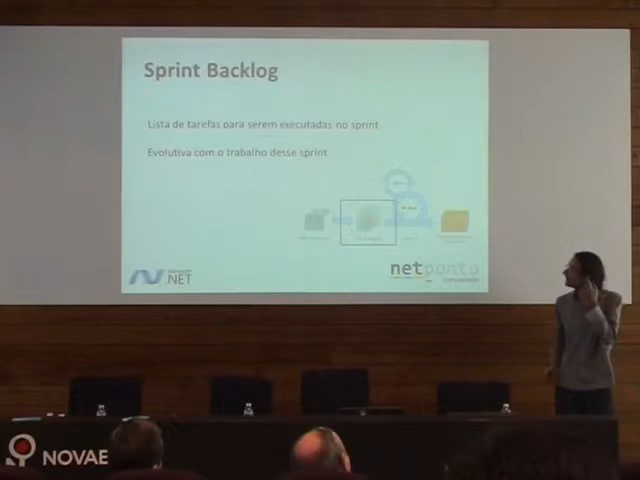 Sprint Backlog
Lista de tarefas para serem executadas no sprint
Evolutiva com o trabalho desse sprint
.NET
netponto
NOVAE